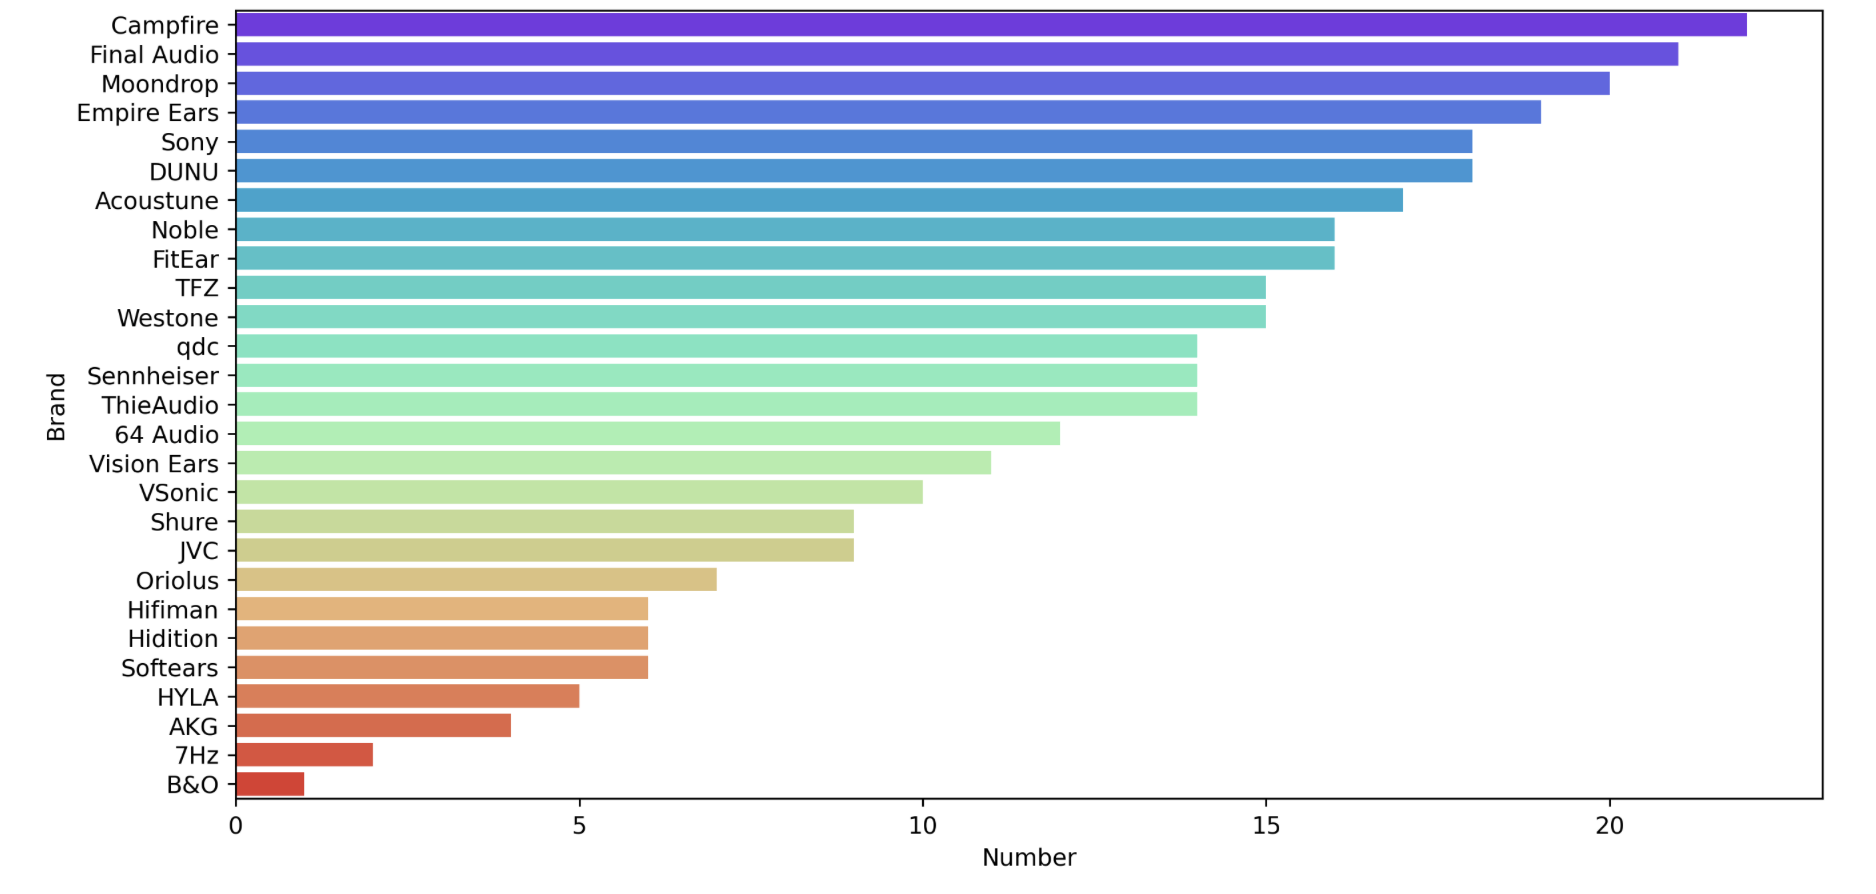 Campfire
Final Audio
Moondrop
Empire Ears
Sony
DUNU
Acoustune
Noble
FitEar
TFZ
Westone
qdc
Sennheiser
ThieAudio
64 Audio
Vision Ears
VSonic
Shure
JVC
Oriolus
Hifiman
Hidition
Softears
HYLA
AKG
7Hz
B&O
Brand
0 5 10 15 20
Number